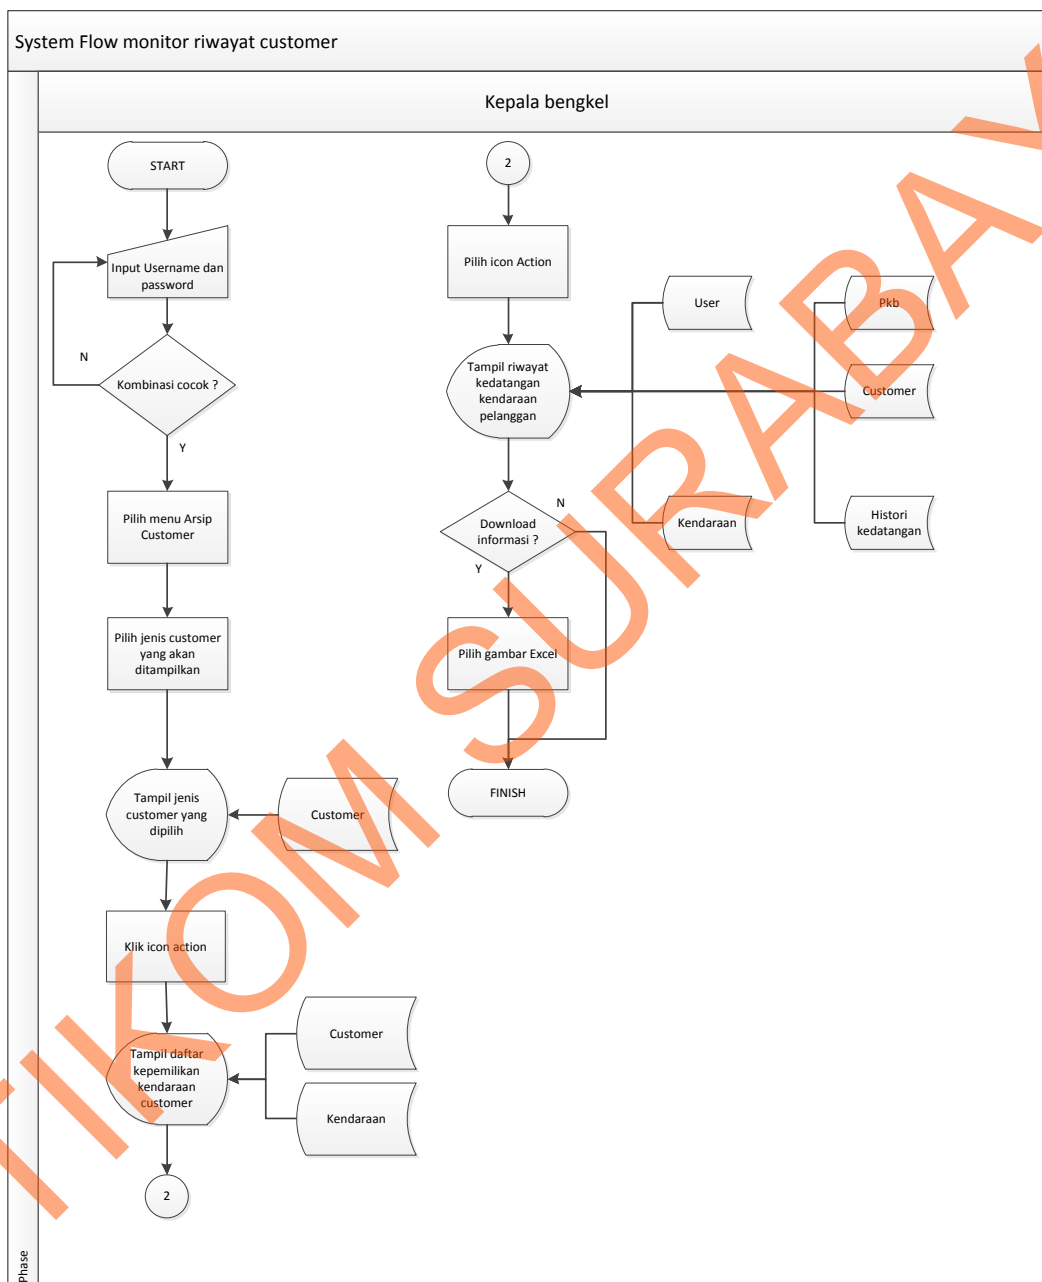 System Flow monitor riwayat customer
Kepala bengkel
START
Input Username dan
password
N
Kombinasi cocok ?
Y
Pilih menu Arsip
Customer
Pilih jenis customer
yang akan
ditampilkan
Tampil jenis
customer yang
dipilih
Customer
Klik icon action
Tampil daftar
kepemilikan
kendaraan
customer
Customer
Kendaraan
2
2
Pilih icon Action
Tampil riwayat
kedatangan
kendaraan
pelanggan
User
Pkb
Customer
Kendaraan
Histori
kedatangan
Download
informasi ?
N
Y
Pilih gambar Excel
FINISH
Phase
TIKOM SURABAY